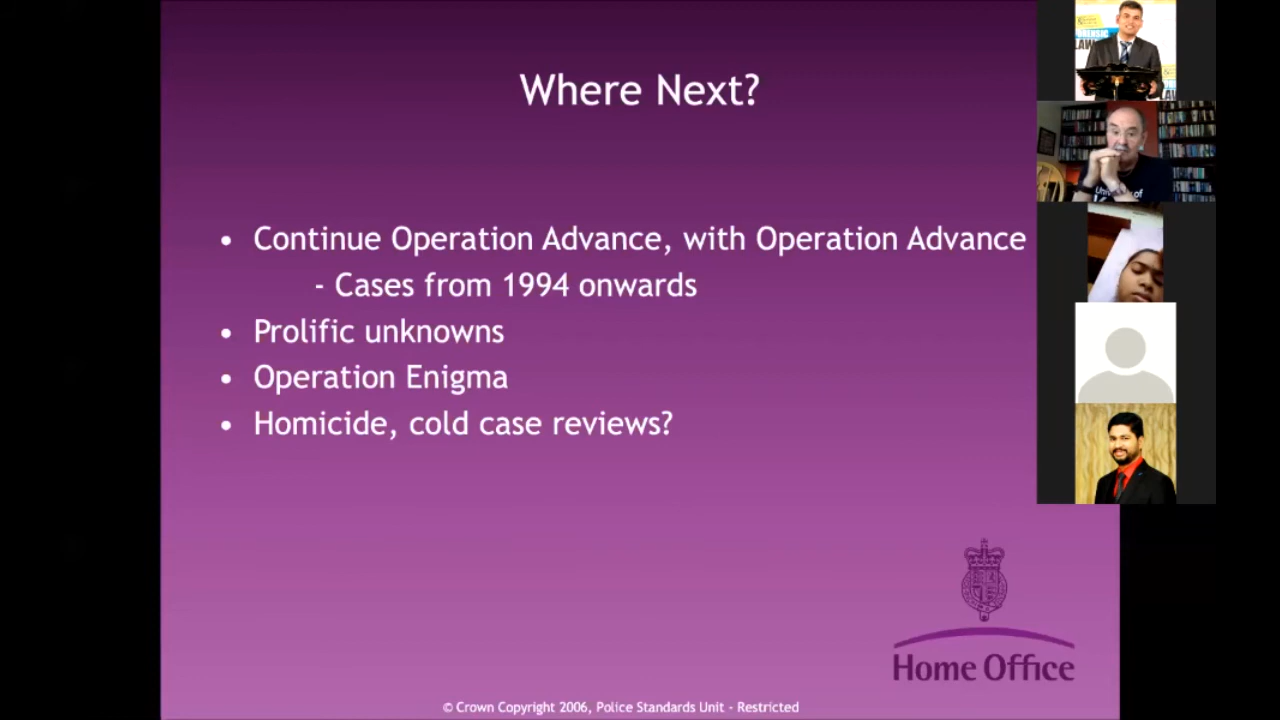 Where Next?
• Continue Operation Advance, with Operation Advance
- Cases from 1994 onwards
• Prolific unknowns
• Operation Enigma
• Homicide, cold case reviews?
Home Office
© Crown Copyright 2006, Police Standards Unit - Restricted
LAW